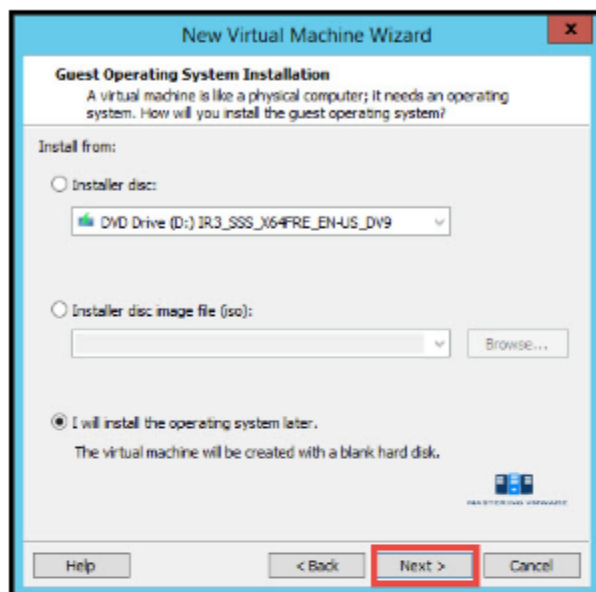 New Virtual Machine Wizard
x
Guest Operating System Installation
A virtual machine is like a physical computer; it needs an operating
system. How will you install the guest operating system?
Install from:
Installer disc:
DVD Drive (D:) IR3_SSS_X64FRE_EN-US_DV9
Installer disc image file (iso):
Browse...
I will install the operating system later.
The virtual machine will be created with a blank hard disk.
MASTERING VMWARE
Help
< Back
Next >
Cancel